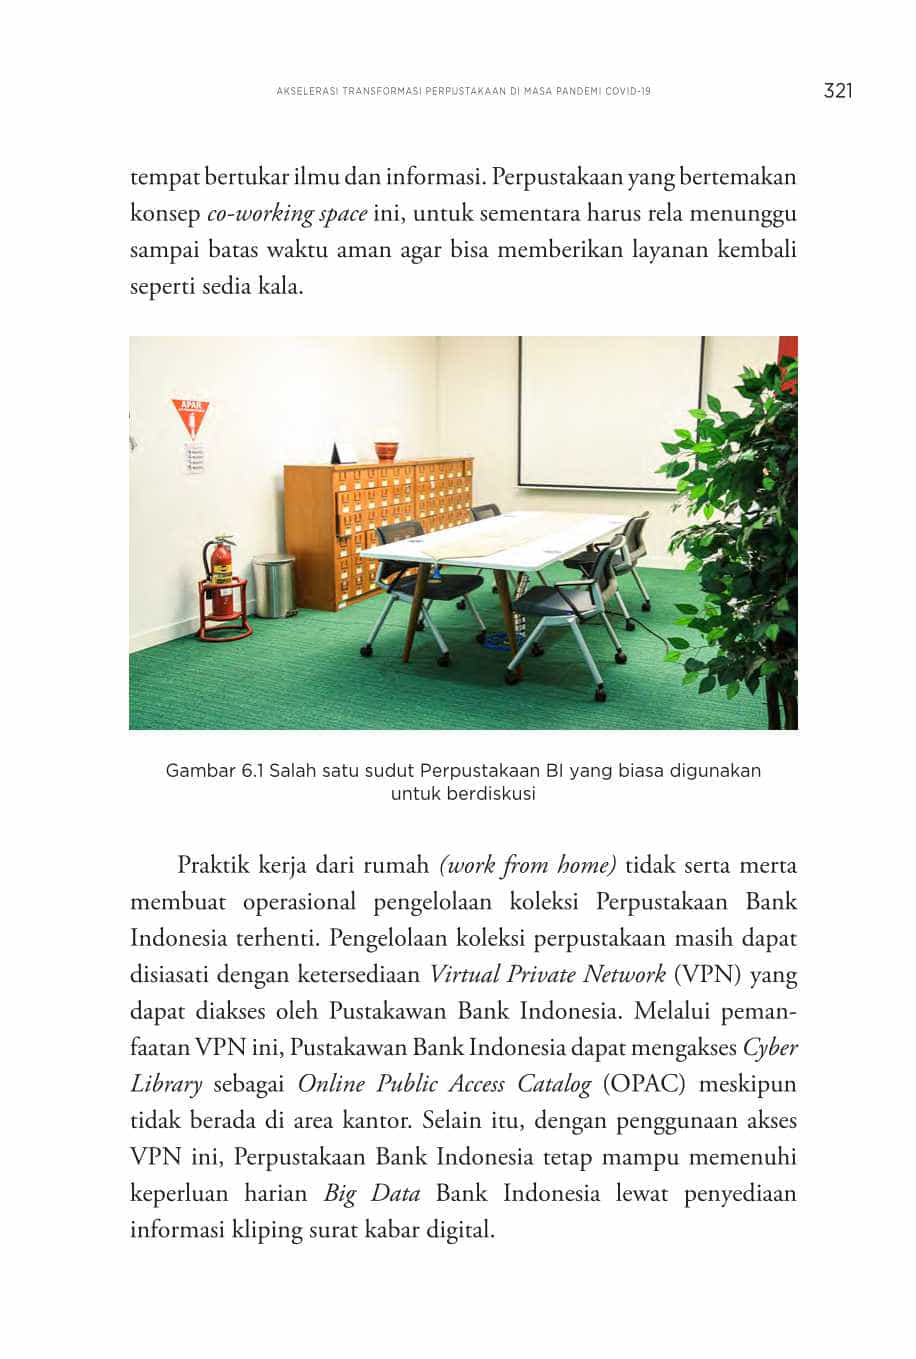 AKSELERASI TRANSFORMASI PERPUSTAKAAN DI MASA PANDEMI COVID-19
321
tempat bertukar ilmu dan informasi. Perpustakaan yang bertemakan
konsep co-working space ini, untuk sementara harus rela menunggu
sampai batas waktu aman agar bisa memberikan layanan kembali
seperti sedia kala.
APAR
Gambar 6.1 Salah satu sudut Perpustakaan BI yang biasa digunakan
untuk berdiskusi
Praktik kerja dari rumah (work from home) tidak serta merta
membuat operasional pengelolaan koleksi Perpustakaan Bank
Indonesia terhenti. Pengelolaan koleksi perpustakaan masih dapat
disiasati dengan ketersediaan Virtual Private Network (VPN) yang
dapat diakses oleh Pustakawan Bank Indonesia. Melalui peman-
faatan VPN ini, Pustakawan Bank Indonesia dapat mengakses Cyber
Library sebagai Online Public Access Catalog (OPAC) meskipun
tidak berada di area kantor. Selain itu, dengan penggunaan akses
VPN ini, Perpustakaan Bank Indonesia tetap mampu memenuhi
keperluan harian Big Data Bank Indonesia lewat penyediaan
informasi kliping surat kabar digital.